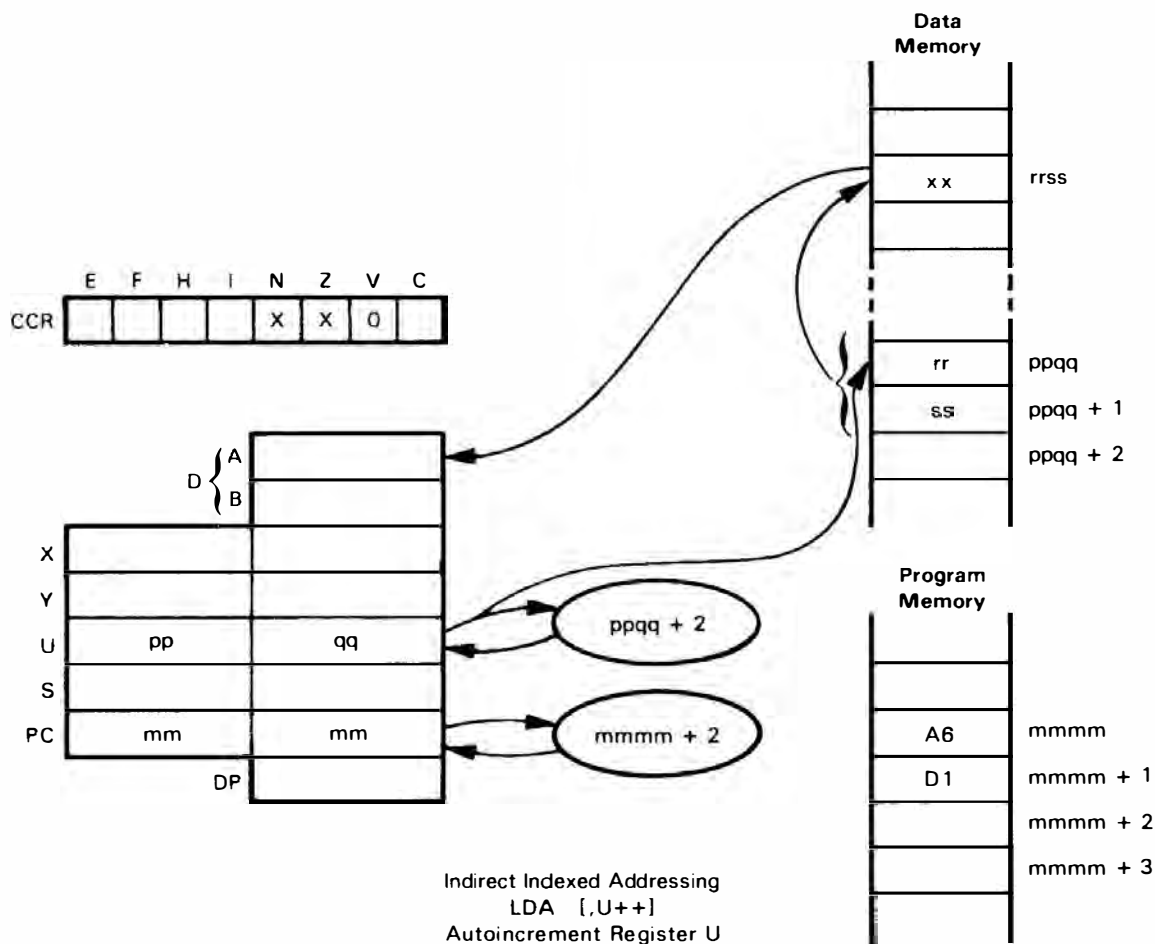 Data
Memory
xx
rrss
E F H I N Z V C
CCR X X 0
rr
ppqq
ss
ppqq + 1
ppqq + 2
D { A
B
X
Y
U pp qq
ppqq + 2
S
PC mm mm
mmmm + 2
DP
Program
Memory
A6
mmmm
D1
mmmm + 1
mmmm + 2
mmmm + 3
Indirect Indexed Addressing
LDA [,U++]
Autoincrement Register U